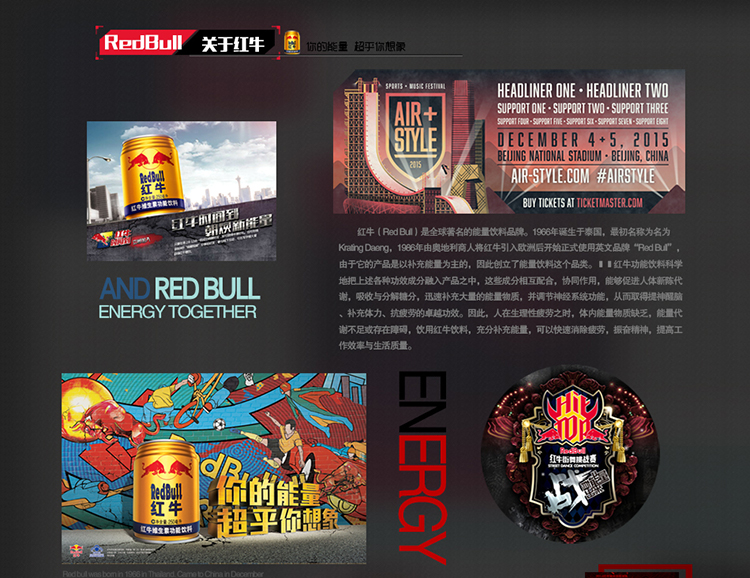 RedBull 关于红牛 你的能量 超乎你想象
SPORTS + MUSIC FESTIVAL
AIR+
STYLE
2015
HEADLINER ONE • HEADLINER TWO
SUPPORT ONE • SUPPORT TWO • SUPPORT THREE
SUPPORT FOUR • SUPPORT FIVE • SUPPORT SIX • SUPPORT SEVEN • SUPPORT EIGHT
DECEMBER 4+5, 2015
BEIJING NATIONAL STADIUM • BEIJING, CHINA
AIR-STYLE.COM #AIRSTYLE
BUY TICKETS AT TICKETMASTER.COM
RedBull
红牛
红牛维生素功能饮料
红牛时间到
焕新能量
AND RED BULL
ENERGY TOGETHER
红牛（Red Bull）是全球著名的能量饮料品牌。1966年诞生于泰国，最初名称为名为
Krating Daeng，1986年由奥地利商人将红牛引入欧洲后开始正式使用英文品牌“Red Bull”，
由于它的产品是以补充能量为主的，因此创立了能量饮料这个品类。红牛功能饮料科学
地把上述各种功效成分融入产品之中，这些成分相互配合，协同作用，能够促进人体新陈代
谢，吸收与分解糖分，迅速补充大量的能量物质，并调节神经系统功能，从而取得提神醒脑
、补充体力、抗疲劳的卓越功效。因此，人在生理性疲劳之时，体内能量物质缺乏，能量代
谢不足或存在障碍，饮用红牛饮料，充分补充能量，可以快速消除疲劳，振奋精神，提高工
作效率与生活质量。
RedBull
红牛
红牛维生素功能饮料
你的能量
超乎你想象
ENERGY
RedBull
红牛街舞挑战赛
STREET DANCE COMPETITION
战
Red bull was born in 1966 in Thailand. Came to China in December